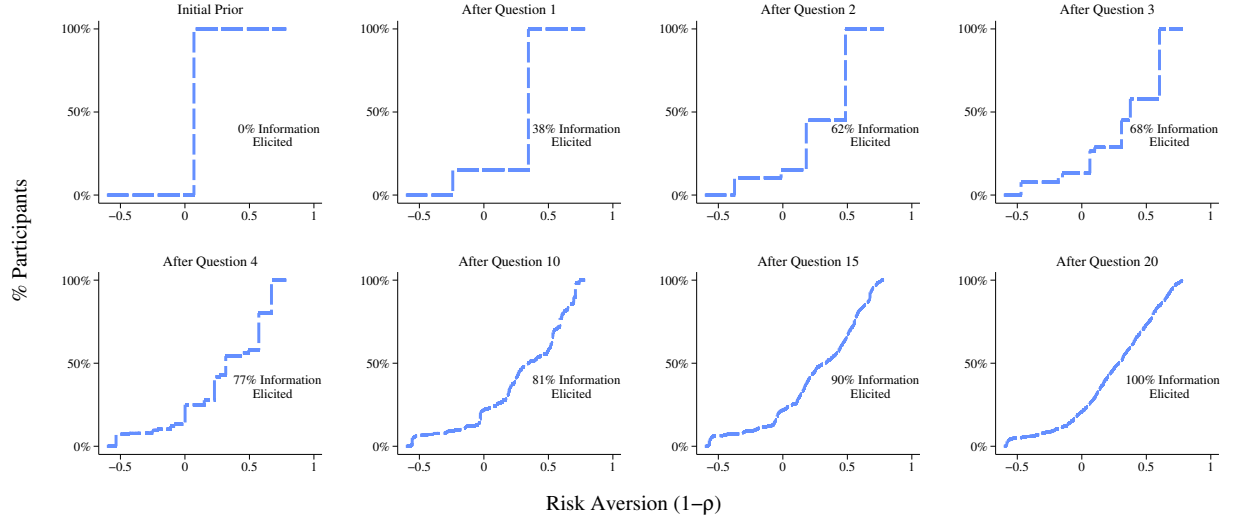 Initial Prior
After Question 1
After Question 2
After Question 3
100%
50%
0%
0% Information
Elicited
−0.5 0 0.5 1
100%
50%
0%
38% Information
Elicited
−0.5 0 0.5 1
100%
50%
0%
62% Information
Elicited
−0.5 0 0.5 1
100%
50%
0%
68% Information
Elicited
−0.5 0 0.5 1
% Participants
After Question 4
After Question 10
After Question 15
After Question 20
100%
50%
0%
77% Information
Elicited
−0.5 0 0.5 1
100%
50%
0%
81% Information
Elicited
−0.5 0 0.5 1
100%
50%
0%
90% Information
Elicited
−0.5 0 0.5 1
100%
50%
0%
100% Information
Elicited
−0.5 0 0.5 1
Risk Aversion (1−ρ)